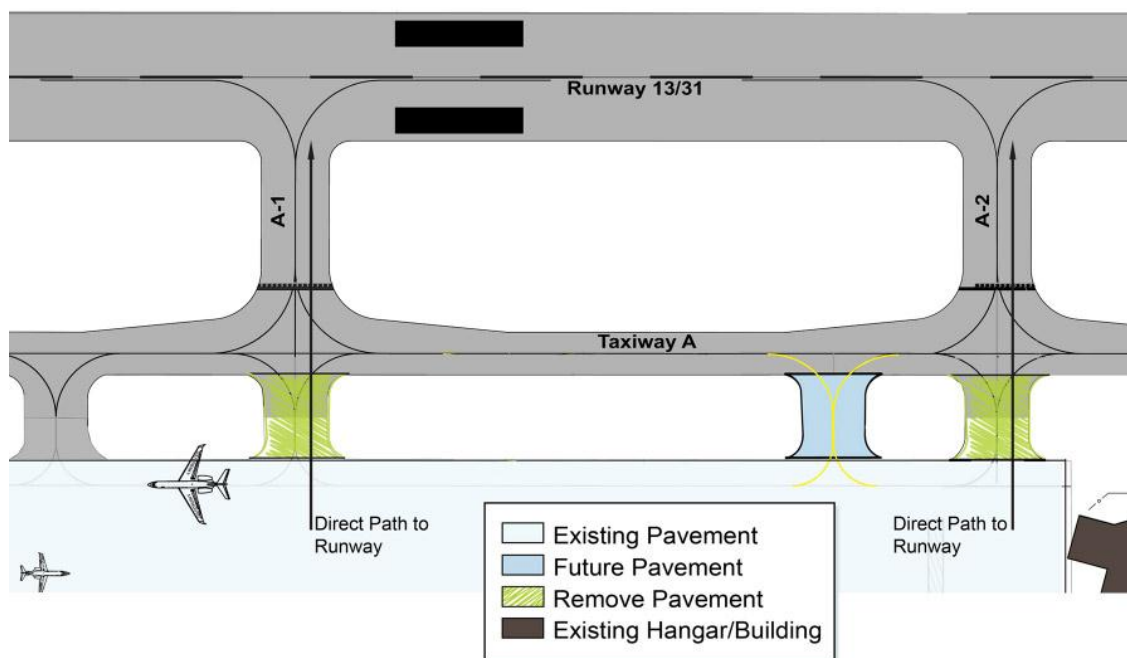 Runway 13/31
A-1
A-2
Taxiway A
Direct Path to
Runway
Direct Path to
Runway
Existing Pavement
Future Pavement
Remove Pavement
Existing Hangar/Building